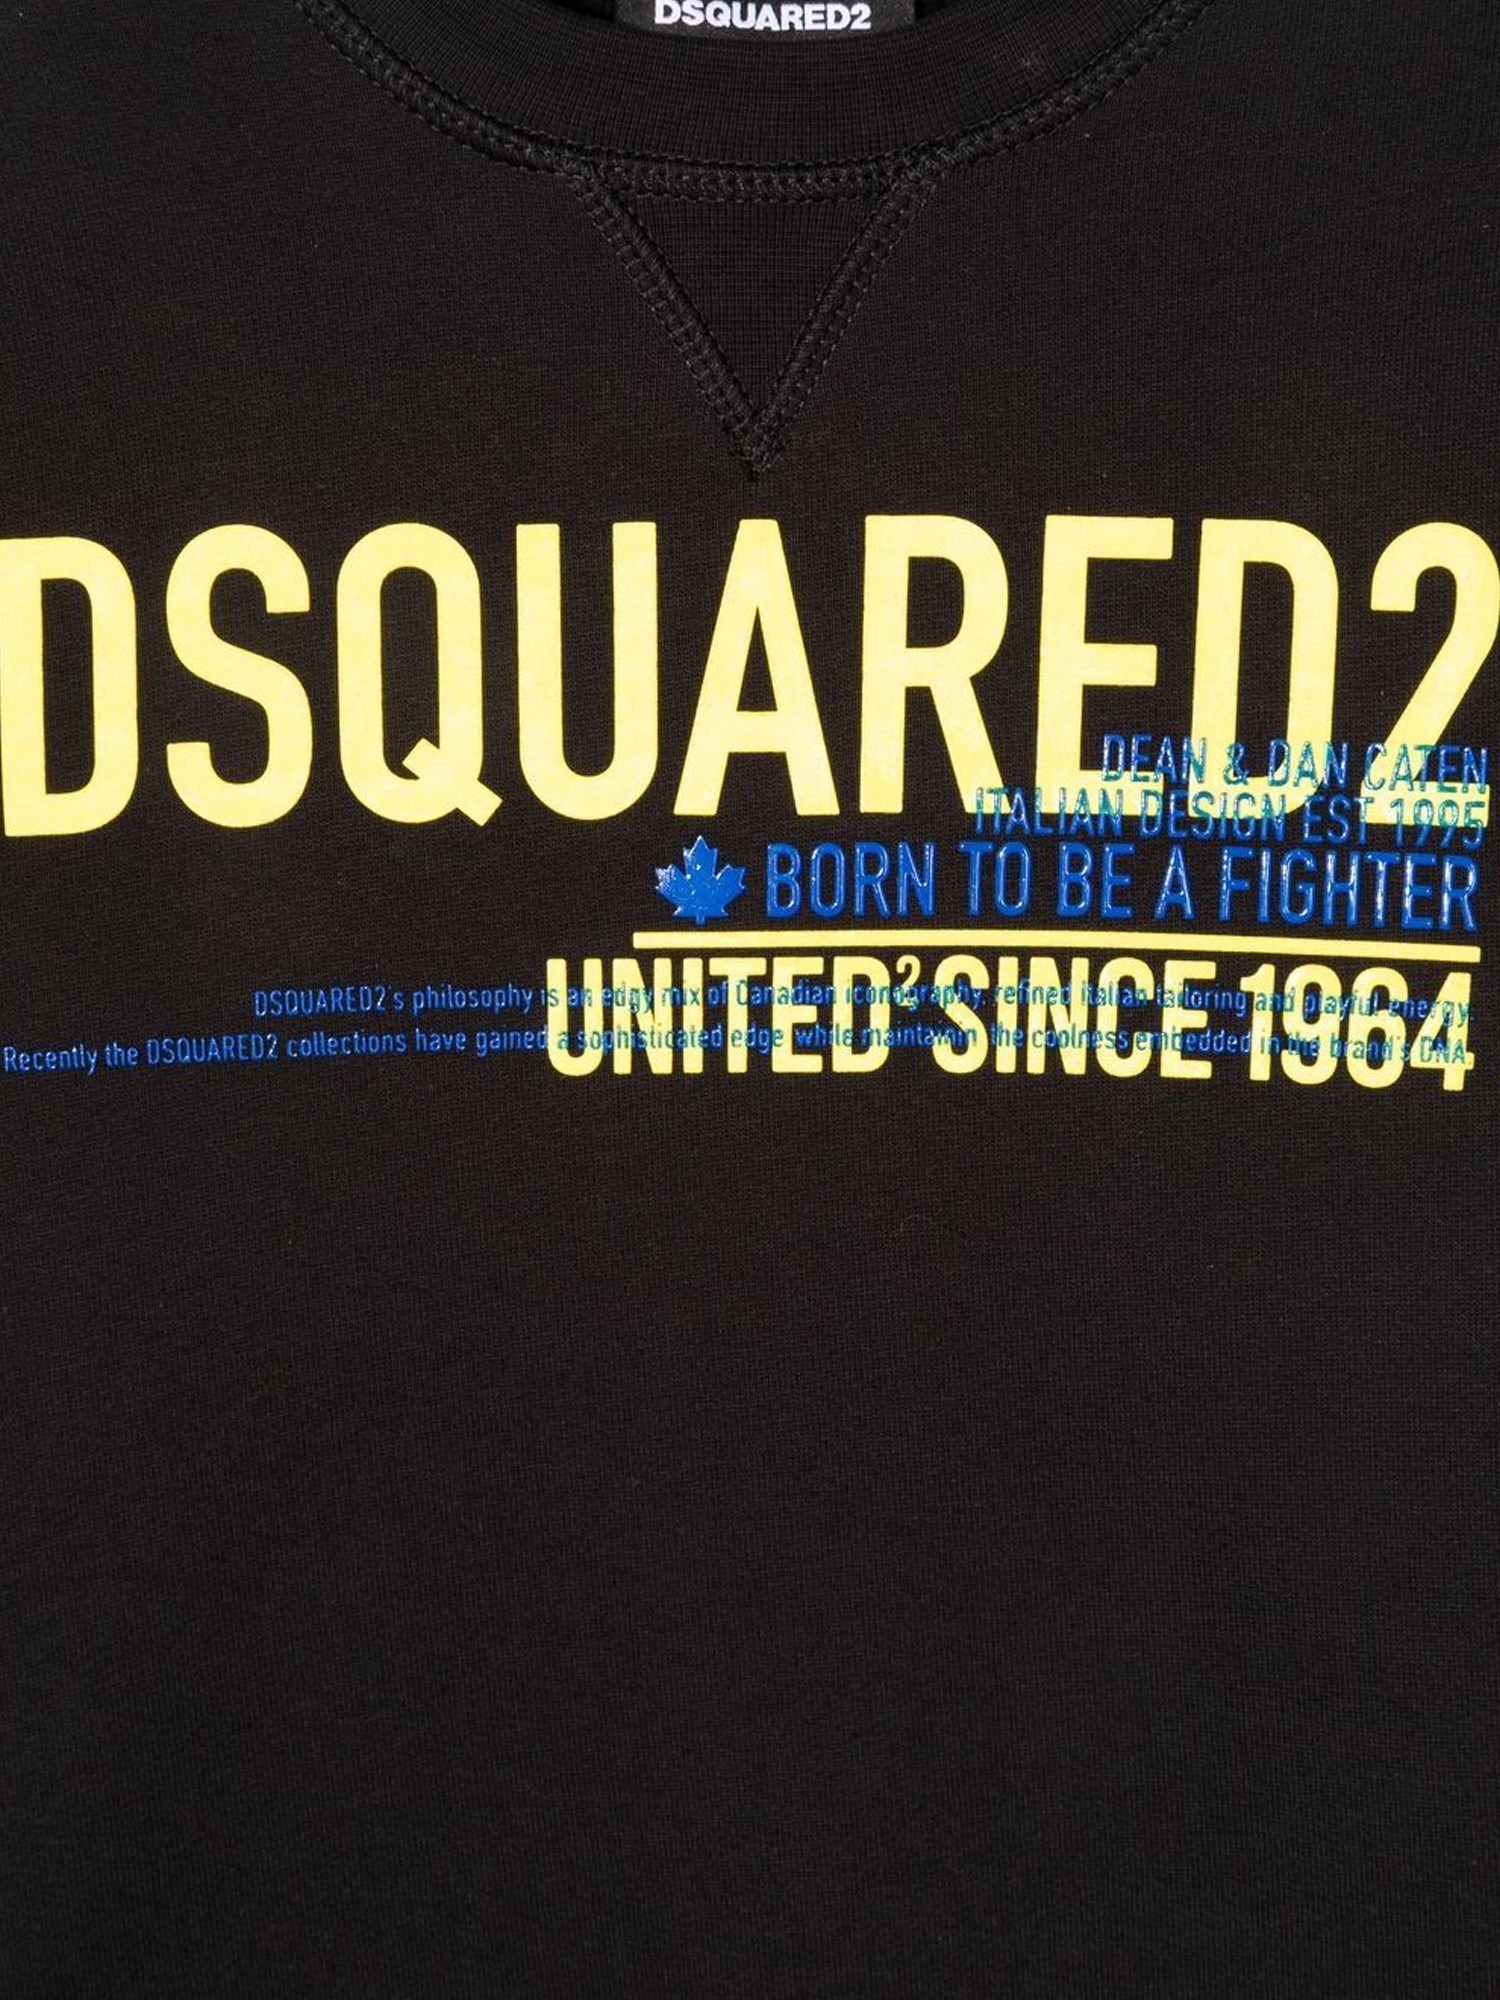 DSQUARED2
DSQUARED2
DEAN & DAN CATEN
ITALIAN DESIGN EST 1995
BORN TO BE A FIGHTER
UNITED² SINCE 1964
DSQUARED2's philosophy is an edgy mix of Canadian iconography, refined Italian tailoring and playful energy.
Recently the DSQUARED2 collections have gained a sophisticated edge while maintainin the coolness embedded in the brand's DNA.